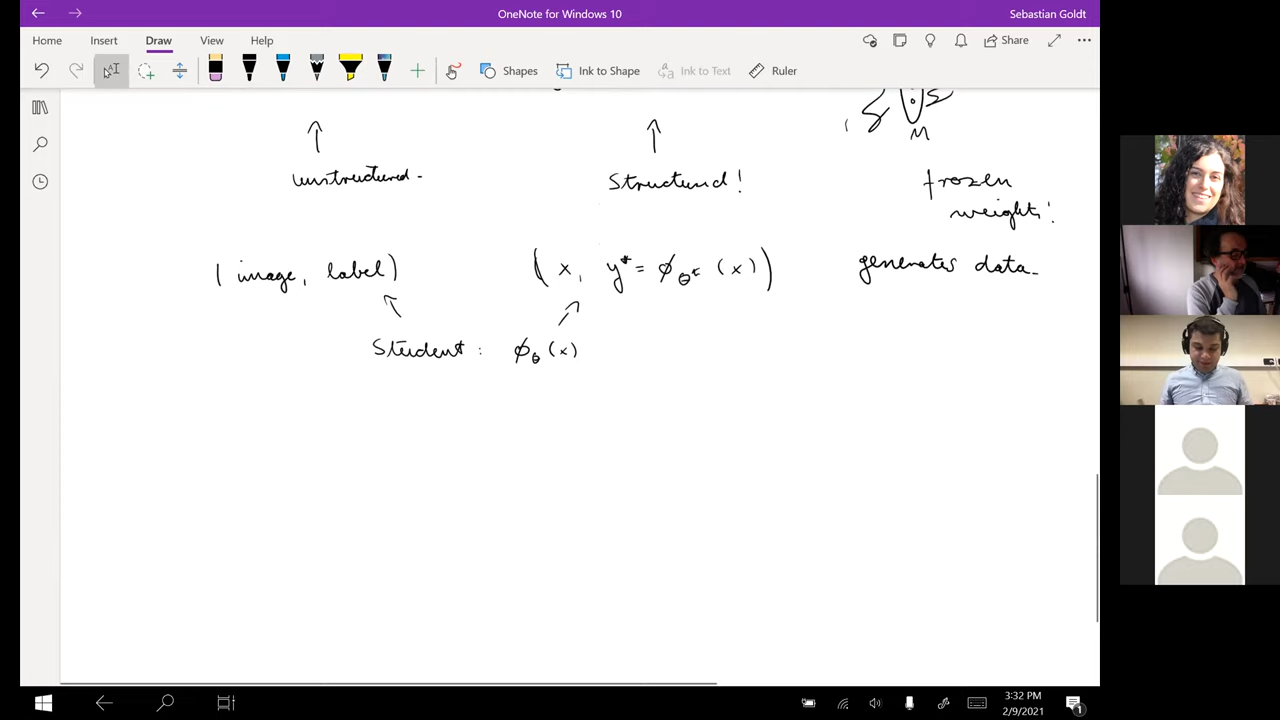 OneNote for Windows 10
Sebastian Goldt
Home Insert Draw View Help
Share
Shapes
Ink to Shape
Ink to Text
Ruler
M
unstructured.
Structured!
frozen
weights!
(image, label)
(x, y* = ϕθ* (x))
generates data.
Student: ϕθ (x)
3:32 PM
2/9/2021
1